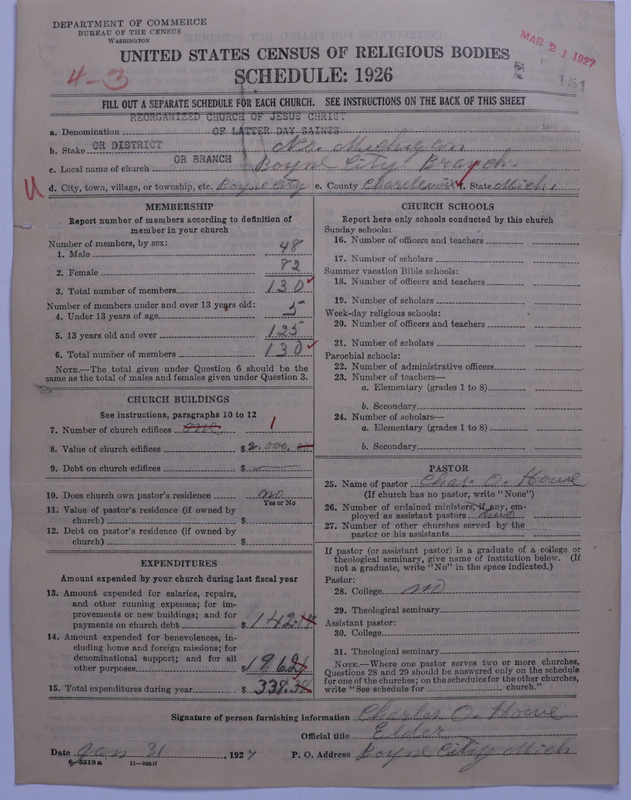 DEPARTMENT OF COMMERCE
BUREAU OF THE CENSUS
WASHINGTON
MAR 21 1927
UNITED STATES CENSUS OF RELIGIOUS BODIES
4-3
SCHEDULE: 1926
151
FILL OUT A SEPARATE SCHEDULE FOR EACH CHURCH. SEE INSTRUCTIONS ON THE BACK OF THIS SHEET
REORGANIZED CHURCH OF JESUS CHRIST
a. Denomination OF LATTER DAY SAINTS
b. Stake OR DISTRICT No. Michigan
c. Local name of church OR BRANCH Boyne City Branch
d. City, town, village, or township, etc. Boyne City e. County Charlevoix f. State Mich.
MEMBERSHIP
Report number of members according to definition of
member in your church
Number of members, by sex:
1. Male 48
2. Female 82
3. Total number of members 130
Number of members under and over 13 years old:
4. Under 13 years of age 5
5. 13 years old and over 125
6. Total number of members 130
NOTE.—The total given under Question 6 should be
same as the total of males and females given under Question 3.
CHURCH BUILDINGS
See instructions, paragraphs 10 to 12
7. Number of church edifices one 1
8. Value of church edifices $2.000.
9. Debt on church edifices $
10. Does church own pastor's residence no
Yes or No
11. Value of pastor's residence (if owned by
church) $
12. Debt on pastor's residence (if owned by
church) $
EXPENDITURES
Amount expended by your church during last fiscal year
13. Amount expended for salaries, repairs,
and other running expenses; for im-
provements or new buildings; and for
payments on church debt $142.
14. Amount expended for benevolences, in-
cluding home and foreign missions; for
denominational support; and for all
other purposes 196.
15. Total expenditures during year $338.
CHURCH SCHOOLS
Report here only schools conducted by this church
Sunday schools:
16. Number of officers and teachers
17. Number of scholars
Summer vacation Bible schools:
18. Number of officers and teachers
19. Number of scholars
Week-day religious schools:
20. Number of officers and teachers
21. Number of scholars
Parochial schools:
22. Number of administrative officers
23. Number of teachers—
a. Elementary (grades 1 to 8)
b. Secondary
24. Number of scholars—
a. Elementary (grades 1 to 8)
b. Secondary
PASTOR
25. Name of pastor Chas. O. Howe
(If church has no pastor, write "None")
26. Number of ordained ministers, if any, em-
ployed as assistant pastors
27. Number of other churches served by the
pastor or his assistants
If pastor (or assistant pastor) is a graduate of a college or
theological seminary, give name of institution below. (If
not a graduate, write "No" in the space indicated.)
Pastor:
28. College no
29. Theological seminary
Assistant pastor:
30. College
31. Theological seminary
NOTE.—Where one pastor serves two or more churches,
Questions 28 and 29 should be answered only on the schedule
for one of the churches; on the schedules for the other churches,
write "See schedule for church."
Signature of person furnishing information Charles O. Howe
Official title Elder
Date Jan 31, 1927 P. O. Address Boyne City Mich